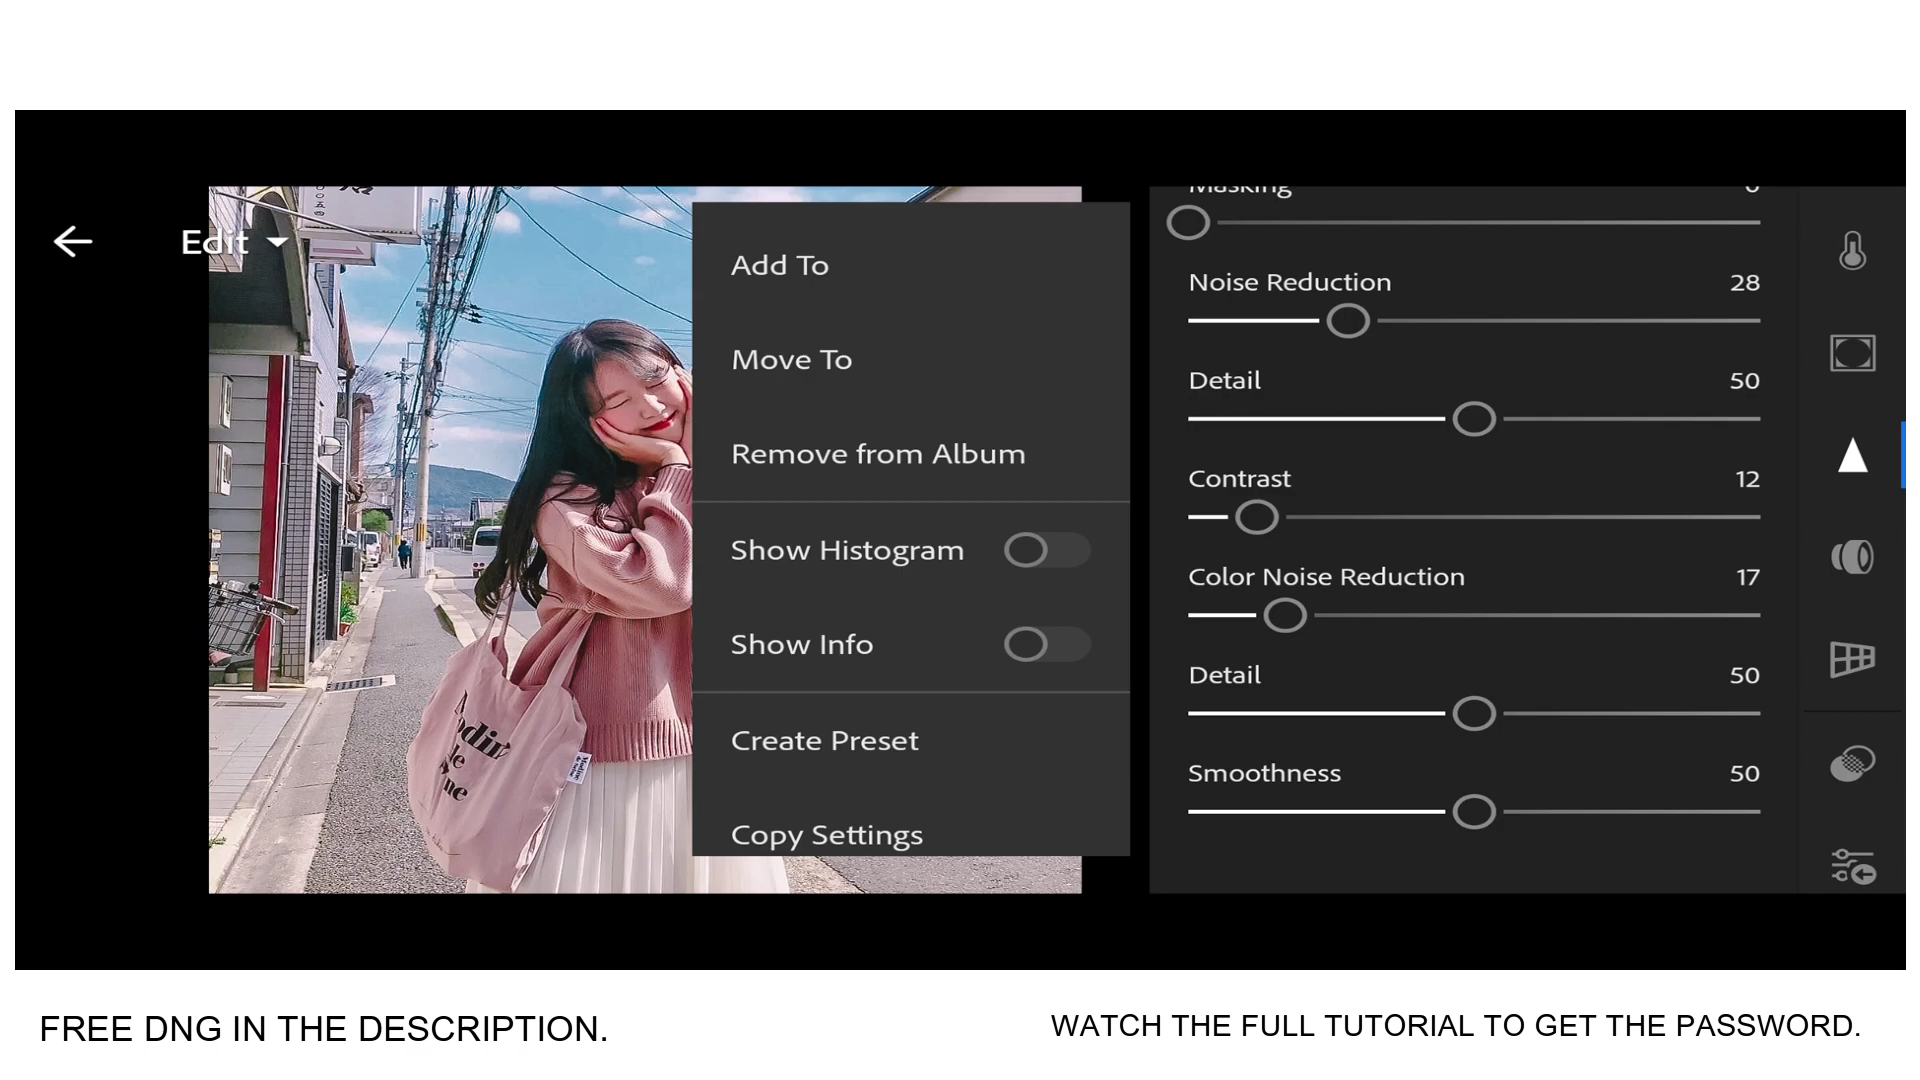 Edit
Add To
Move To
Remove from Album
Show Histogram
Show Info
Create Preset
Copy Settings
Masking 0
Noise Reduction 28
Detail 50
Contrast 12
Color Noise Reduction 17
Detail 50
Smoothness 50
FREE DNG IN THE DESCRIPTION.
WATCH THE FULL TUTORIAL TO GET THE PASSWORD.